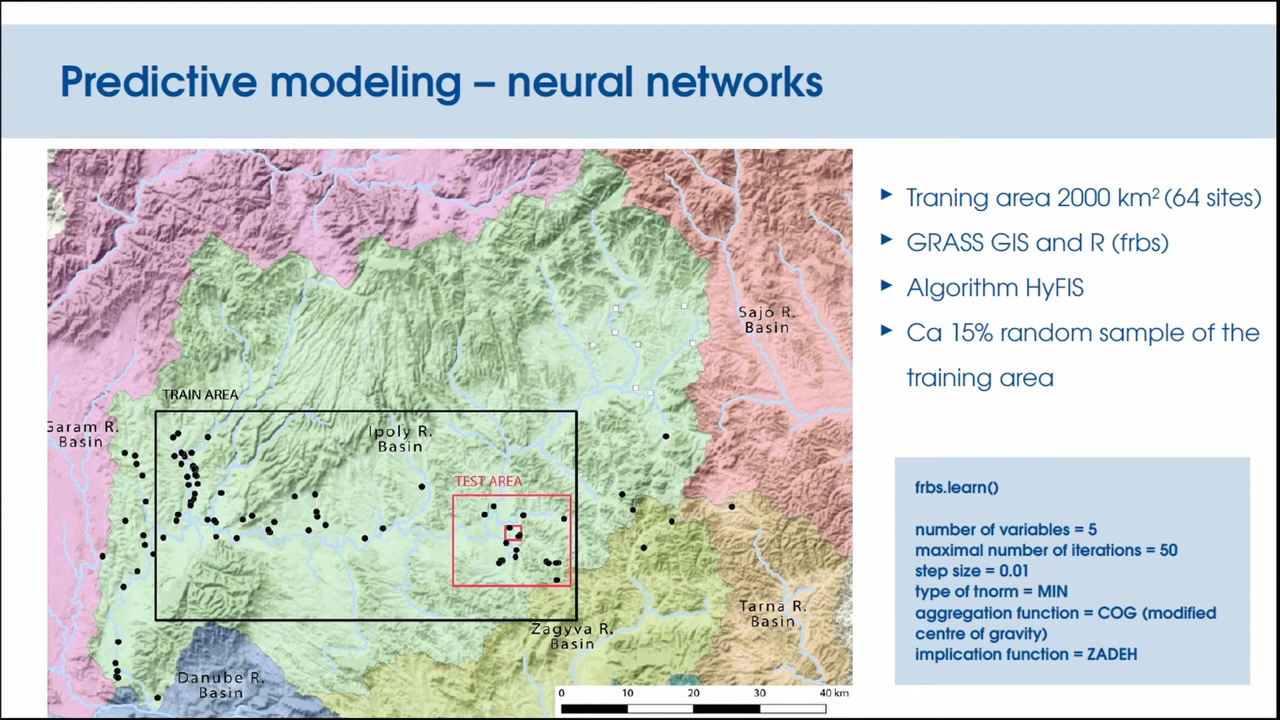 Predictive modeling – neural networks
Traning area 2000 km² (64 sites)
GRASS GIS and R (frbs)
Algorithm HyFIS
Ca 15% random sample of the
training area
Sajó R.
Basin
TRAIN AREA
Garam R.
Basin
Ipoly R.
Basin
TEST AREA
Tarna R.
Basin
Zagyva R.
Basin
Danube R.
Basin
0 10 20 30 40 km
frbs.learn()
number of variables = 5
maximal number of iterations = 50
step size = 0.01
type of tnorm = MIN
aggregation function = COG (modified
centre of gravity)
implication function = ZADEH